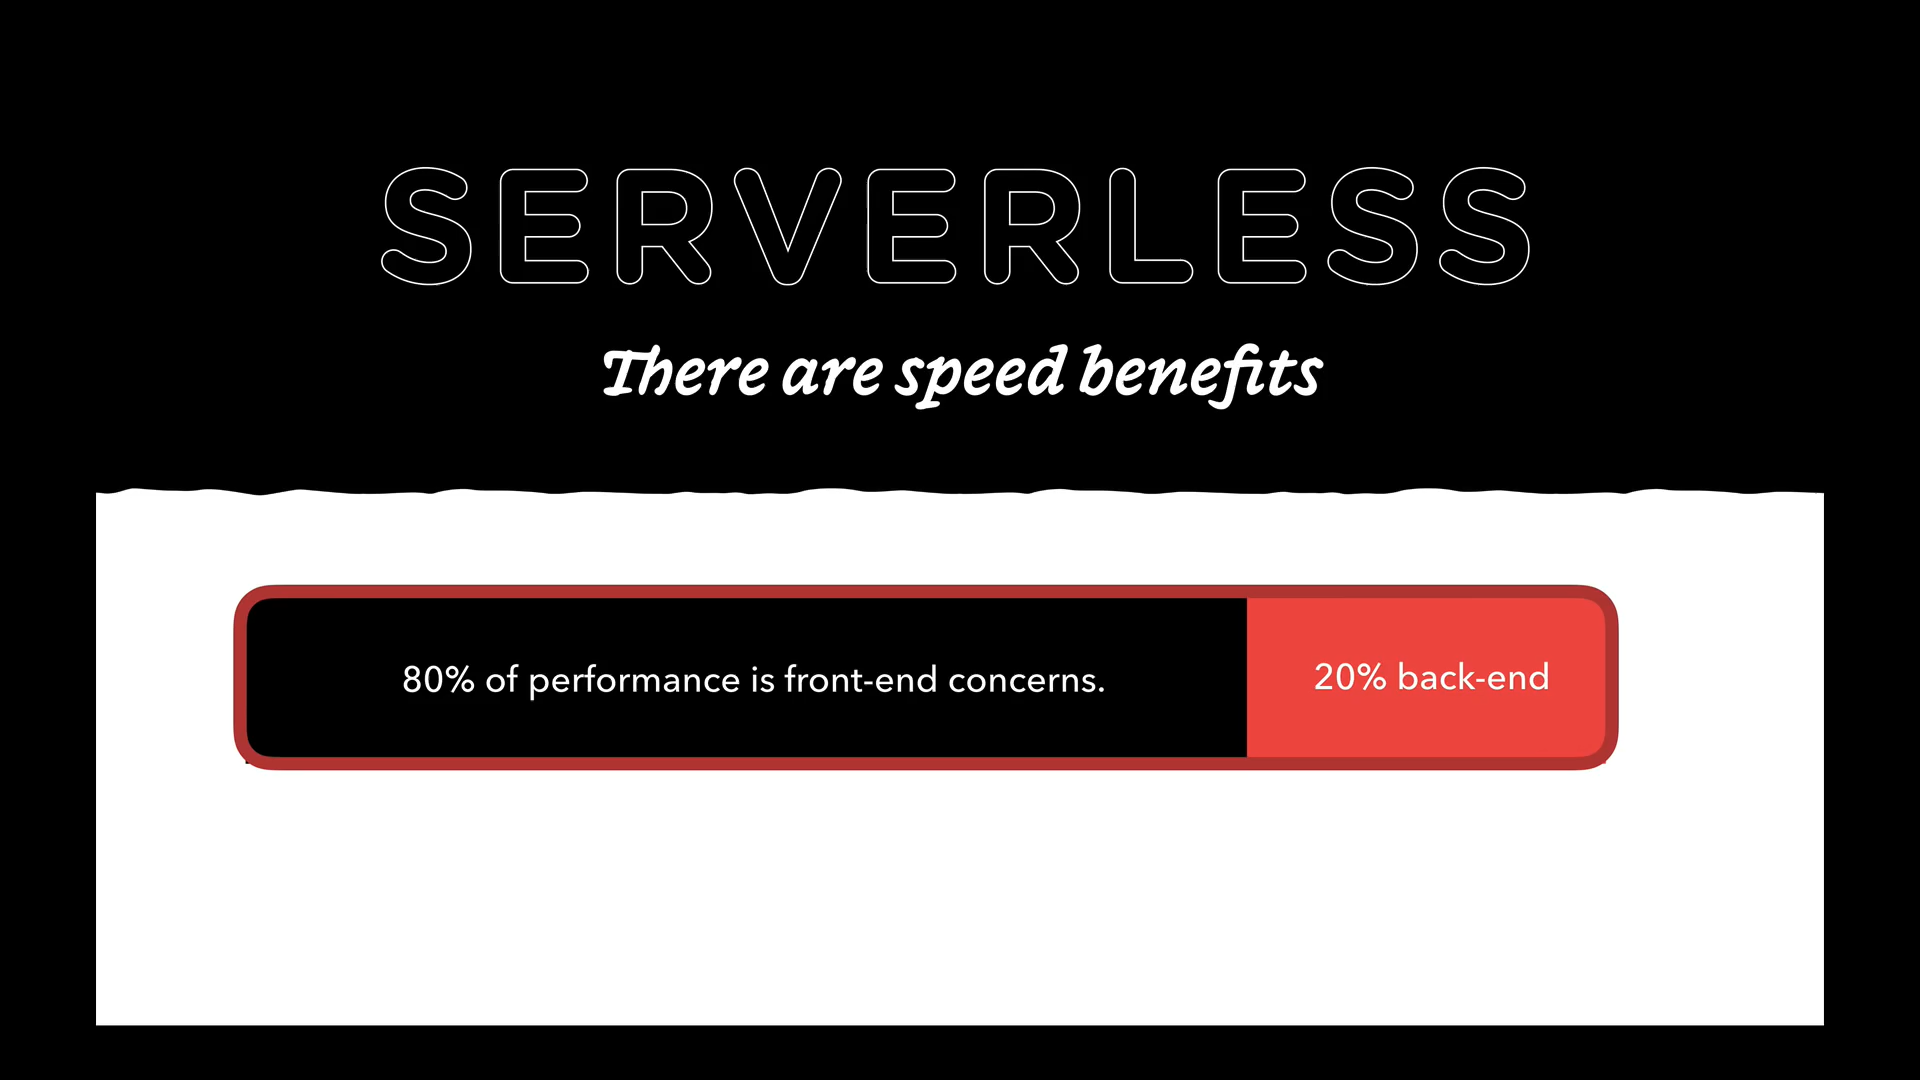 SERVERLESS
There are speed benefits
80% of performance is front-end concerns.
20% back-end